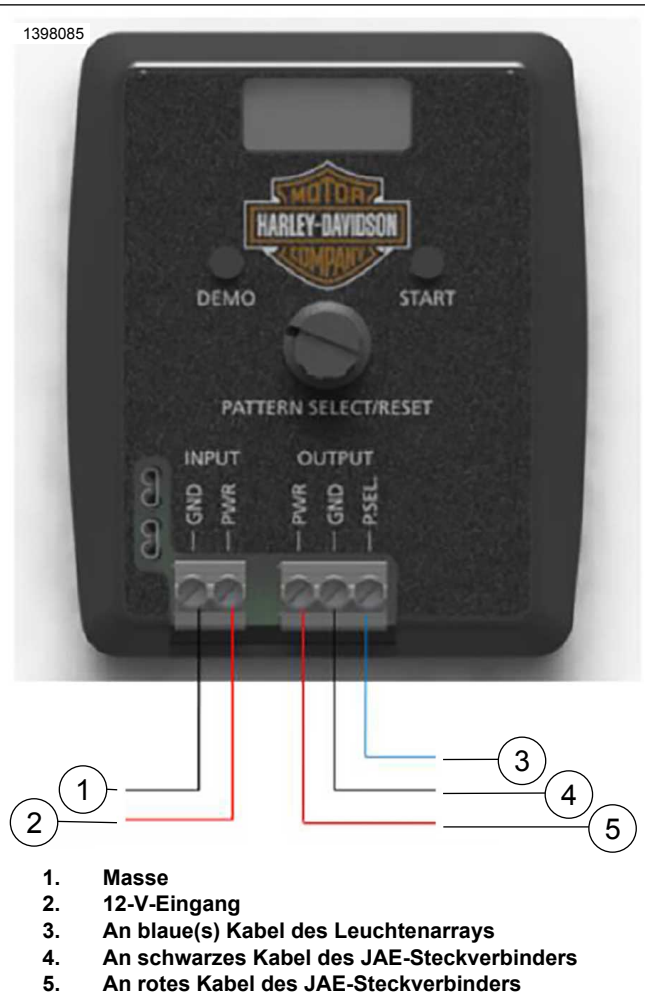 1398085
MOTOR
HARLEY-DAVIDSON
COMPANY
DEMO
START
PATTERN SELECT/RESET
INPUT
OUTPUT
GND
PWR
PWR
GND
P.SEL.
1
2
3
4
5
1. Masse
2. 12-V-Eingang
3. An blaue(s) Kabel des Leuchtenarrays
4. An schwarzes Kabel des JAE-Steckverbinders
5. An rotes Kabel des JAE-Steckverbinders